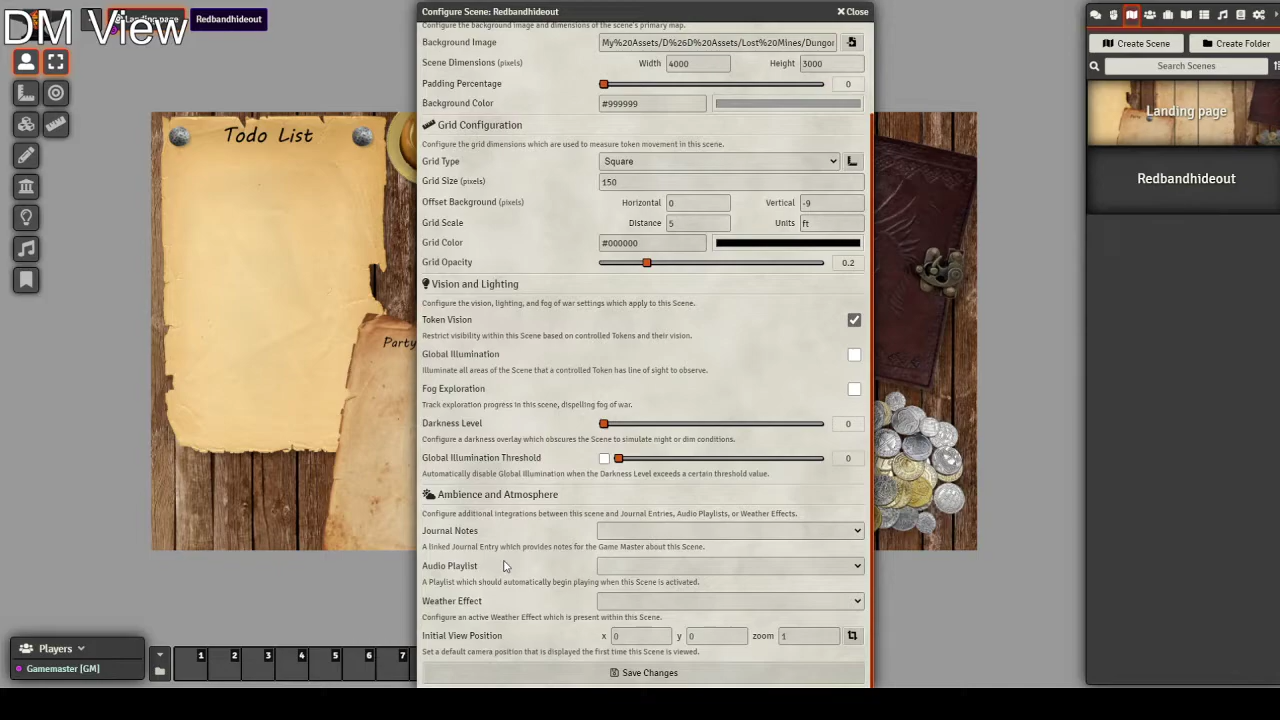 DM View
Landing page
Redbandhideout
Todo List
Party
Configure Scene: Redbandhideout
Close
Configure the background image and dimensions of the scene's primary map.
Background Image My%20Assets/D%26D%20Assets/Lost%20Mines/Dungor
Scene Dimensions (pixels) Width 4000 Height 3000
Padding Percentage 0
Background Color #999999
Grid Configuration
Configure the grid dimensions which are used to measure token movement in this scene.
Grid Type Square
Grid Size (pixels) 150
Offset Background (pixels) Horizontal 0 Vertical -9
Grid Scale Distance 5 Units ft
Grid Color #000000
Grid Opacity 0.2
Vision and Lighting
Configure the vision, lighting, and fog of war settings which apply to this Scene.
Token Vision
Restrict visibility within this Scene based on controlled Tokens and their vision.
Global Illumination
Illuminate all areas of the Scene that a controlled Token has line of sight to observe.
Fog Exploration
Track exploration progress in this scene, dispelling fog of war.
Darkness Level 0
Configure a darkness overlay which obscures the Scene to simulate night or dim conditions.
Global Illumination Threshold 0
Automatically disable Global Illumination when the Darkness Level exceeds a certain threshold value.
Ambience and Atmosphere
Configure additional integrations between this scene and Journal Entries, Audio Playlists, or Weather Effects.
Journal Notes
A linked Journal Entry which provides notes for the Game Master about this Scene.
Audio Playlist
A Playlist which should automatically begin playing when this Scene is activated.
Weather Effect
Configure an active Weather Effect which is present within this Scene.
Initial View Position x 0 y 0 zoom 1
Set a default camera position that is displayed the first time this Scene is viewed.
Save Changes
Create Scene
Create Folder
Search Scenes
Landing page
Redbandhideout
Players
Gamemaster [GM]
1 2 3 4 5 6 7